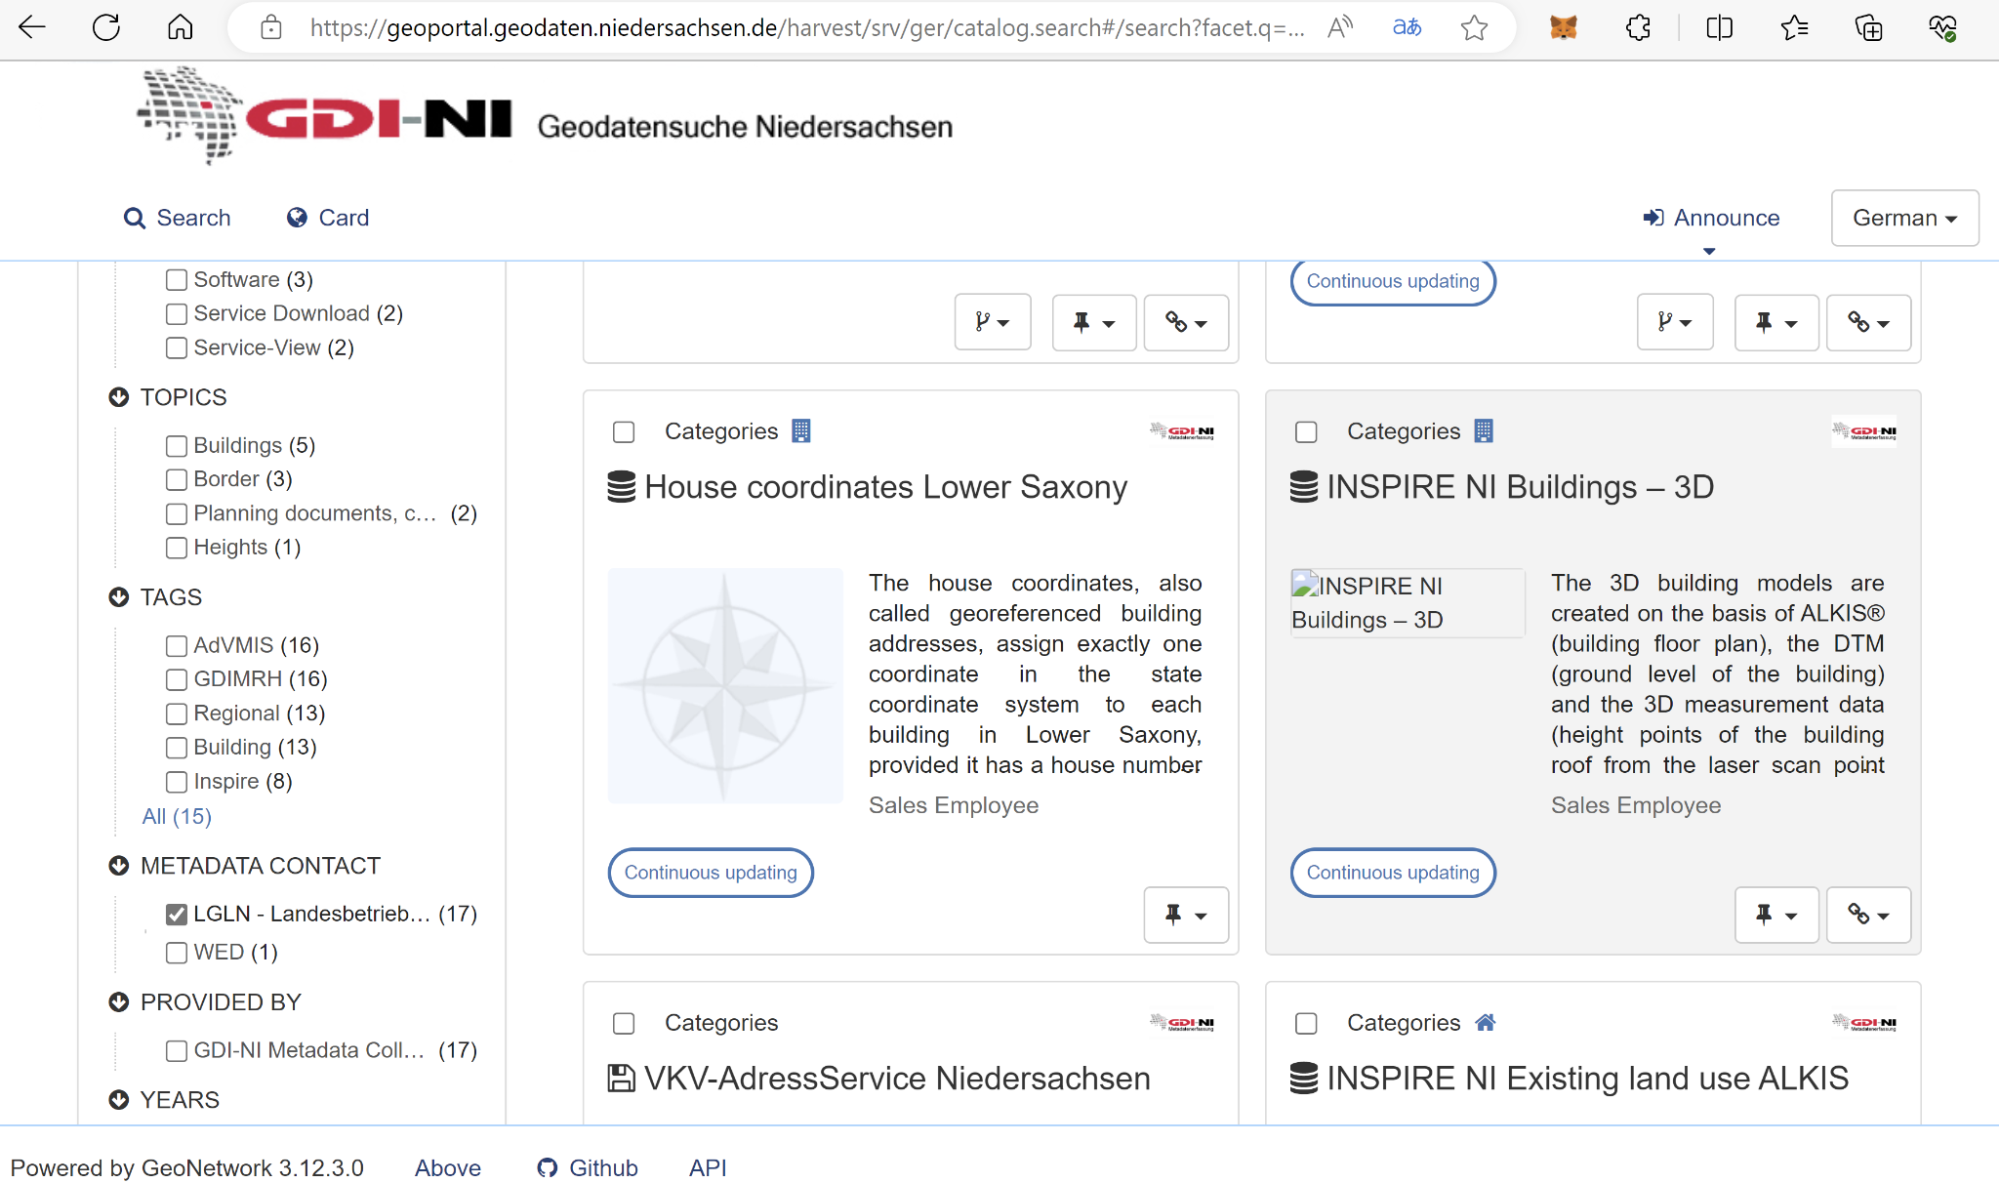 https://geoportal.geodaten.niedersachsen.de/harvest/srv/ger/catalog.search#/search?facet.q=...
GDI-NI Geodatensuche Niedersachsen
Search
Card
Announce
German
Software (3)
Service Download (2)
Service-View (2)
TOPICS
Buildings (5)
Border (3)
Planning documents, c... (2)
Heights (1)
TAGS
AdVMIS (16)
GDIMRH (16)
Regional (13)
Building (13)
Inspire (8)
All (15)
METADATA CONTACT
LGLN - Landesbetrieb... (17)
WED (1)
PROVIDED BY
GDI-NI Metadata Coll... (17)
YEARS
Continuous updating
Categories
GDI-NI
House coordinates Lower Saxony
The house coordinates, also
called georeferenced building
addresses, assign exactly one
coordinate in the state
coordinate system to each
building in Lower Saxony,
provided it has a house number
Sales Employee
Continuous updating
Categories
GDI-NI
INSPIRE NI Buildings – 3D
INSPIRE NI
Buildings – 3D
The 3D building models are
created on the basis of ALKIS®
(building floor plan), the DTM
(ground level of the building)
and the 3D measurement data
(height points of the building
roof from the laser scan point
Sales Employee
Continuous updating
Categories
GDI-NI
VKV-AdressService Niedersachsen
Categories
GDI-NI
INSPIRE NI Existing land use ALKIS
Powered by GeoNetwork 3.12.3.0
Above
Github
API